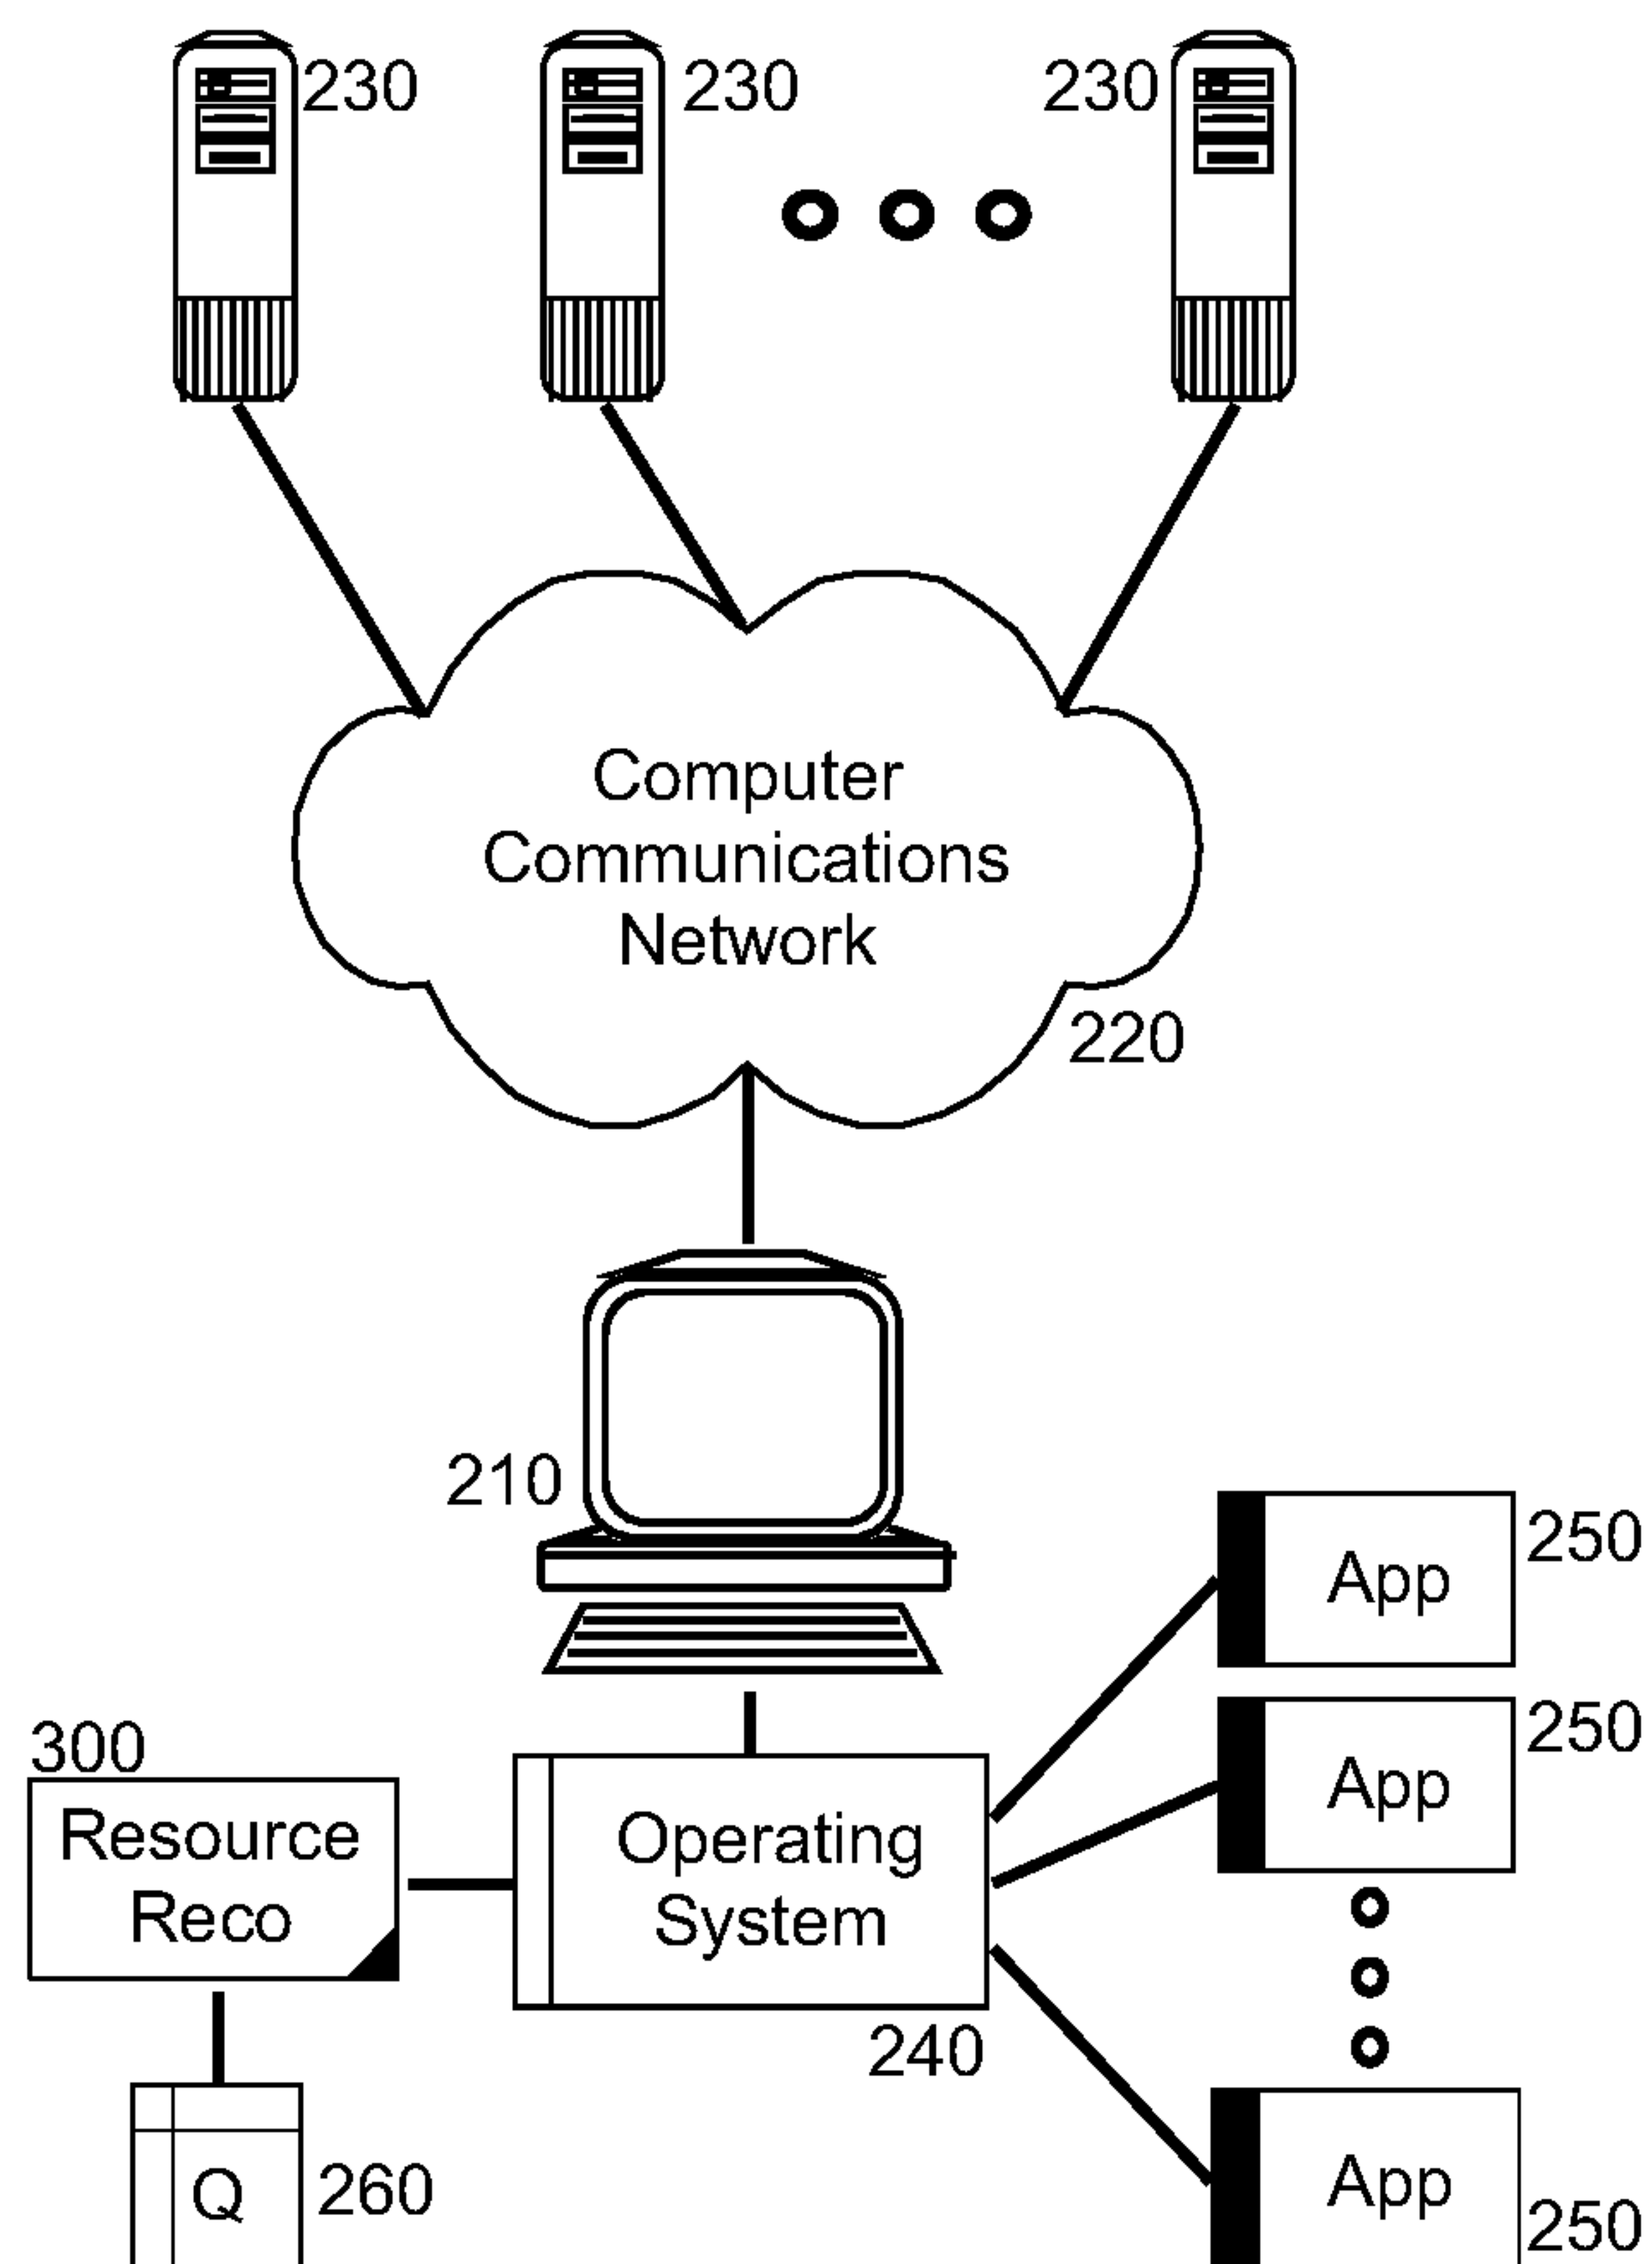 230
230
230
Computer
Communications
Network
220
210
250
App
250
App
300
Resource
Reco
Operating
System
240
App
250
Q
260